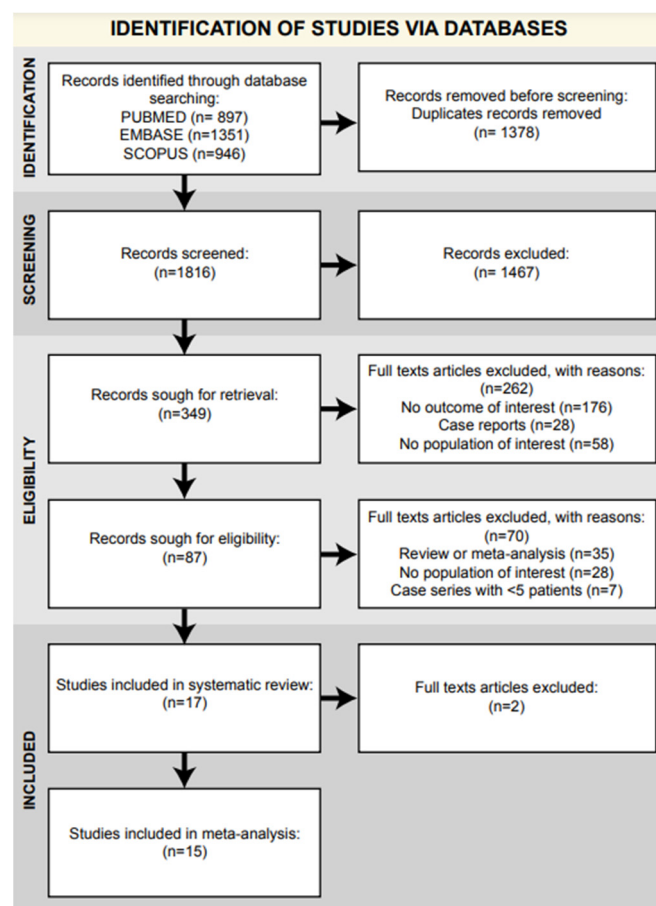 IDENTIFICATION OF STUDIES VIA DATABASES
IDENTIFICATION
Records identified through database
searching:
PUBMED (n= 897)
EMBASE (n=1351)
SCOPUS (n=946)
Records removed before screening:
Duplicates records removed
(n= 1378)
SCREENING
Records screened:
(n=1816)
Records excluded:
(n= 1467)
ELIGIBILITY
Records sough for retrieval:
(n=349)
Full texts articles excluded, with reasons:
(n=262)
No outcome of interest (n=176)
Case reports (n=28)
No population of interest (n=58)
Records sough for eligibility:
(n=87)
Full texts articles excluded, with reasons:
(n=70)
Review or meta-analysis (n=35)
No population of interest (n=28)
Case series with <5 patients (n=7)
INCLUDED
Studies included in systematic review:
(n=17)
Full texts articles excluded:
(n=2)
Studies included in meta-analysis:
(n=15)